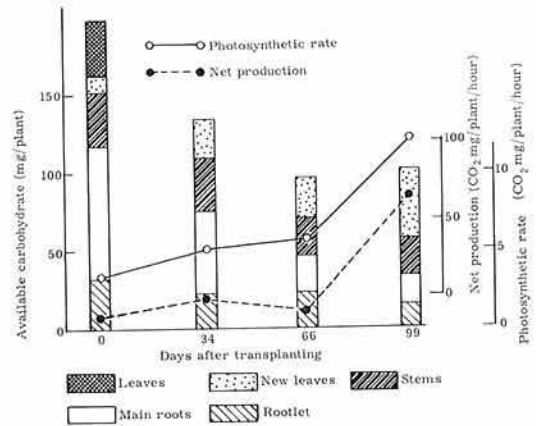 Photosynthetic rate
Net production
Available carbohydrate (mg/plant)
150
100
50
0
0
34
66
99
Days after transplanting
100
50
0
Net production (CO₂ mg/plant/hour)
10
5
0
Photosynthetic rate (CO₂ mg/plant/hour)
Leaves
New leaves
Stems
Main roots
Rootlet